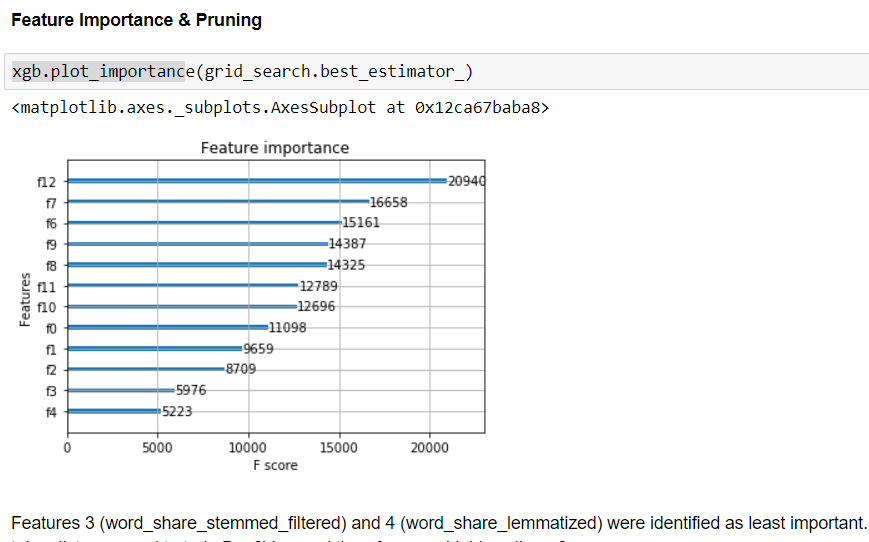 Feature Importance & Pruning
xgb.plot_importance(grid_search.best_estimator_)
<matplotlib.axes._subplots.AxesSubplot at 0x12ca67baba8>
Feature importance
f12 20940
f7 16658
f6 15161
f9 14387
f8 14325
f11 12789
f10 12696
f0 11098
f1 9659
f2 8709
f3 5976
f4 5223
Features
0 5000 10000 15000 20000
F score
Features 3 (word_share_stemmed_filtered) and 4 (word_share_lemmatized) were identified as least important.